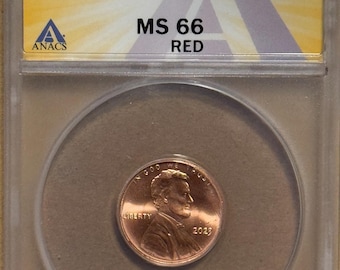 ANACS
MS 66
RED
IN GOD WE TRUST
LIBERTY